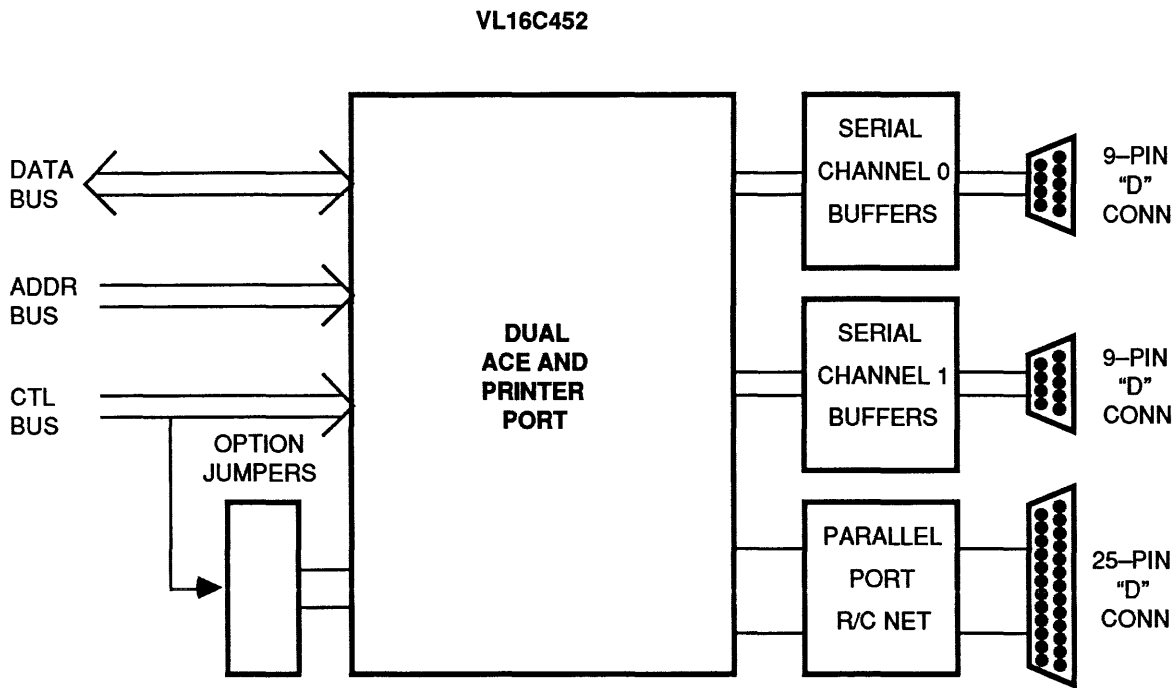 VL16C452
DATA
BUS
ADDR
BUS
CTL
BUS
OPTION
JUMPERS
DUAL
ACE AND
PRINTER
PORT
SERIAL
CHANNEL 0
BUFFERS
9–PIN
“D”
CONN
SERIAL
CHANNEL 1
BUFFERS
9–PIN
“D”
CONN
PARALLEL
PORT
R/C NET
25–PIN
“D”
CONN